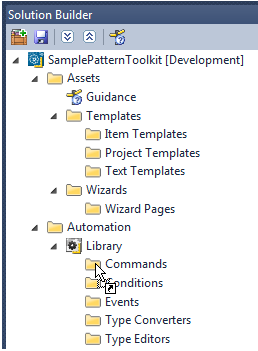 Solution Builder
SamplePatternToolkit [Development]
Assets
Guidance
Templates
Item Templates
Project Templates
Text Templates
Wizards
Wizard Pages
Automation
Library
Commands
Conditions
Events
Type Converters
Type Editors